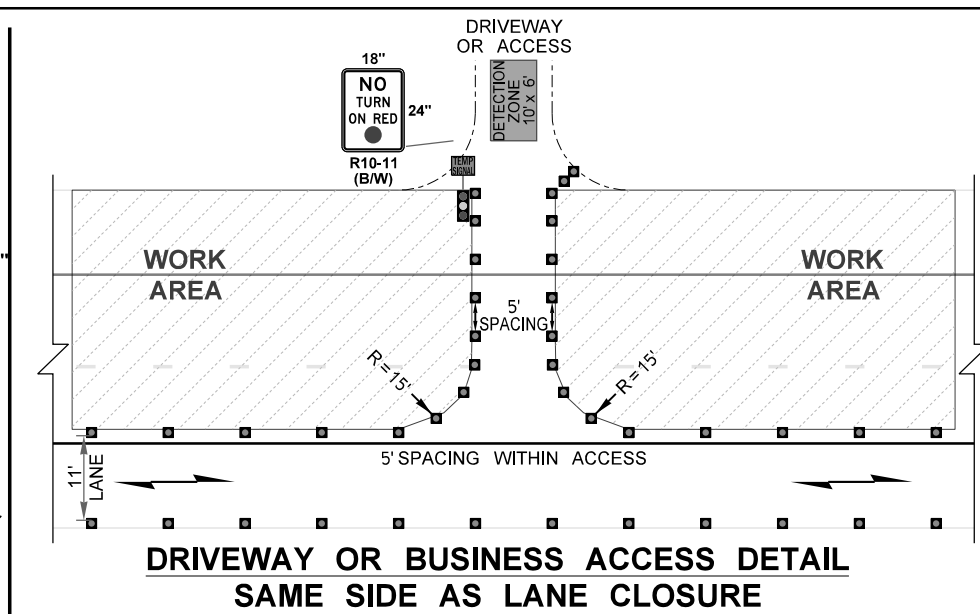 DRIVEWAY
OR ACCESS
18"
NO
TURN
ON RED
24"
R10-11
(B/W)
DETECTION
ZONE
10' x 6'
TEMP
SIGNAL
WORK
AREA
WORK
AREA
"
5'
SPACING
R=15'
R=15'
5' SPACING WITHIN ACCESS
11'
LANE
DRIVEWAY OR BUSINESS ACCESS DETAIL
SAME SIDE AS LANE CLOSURE